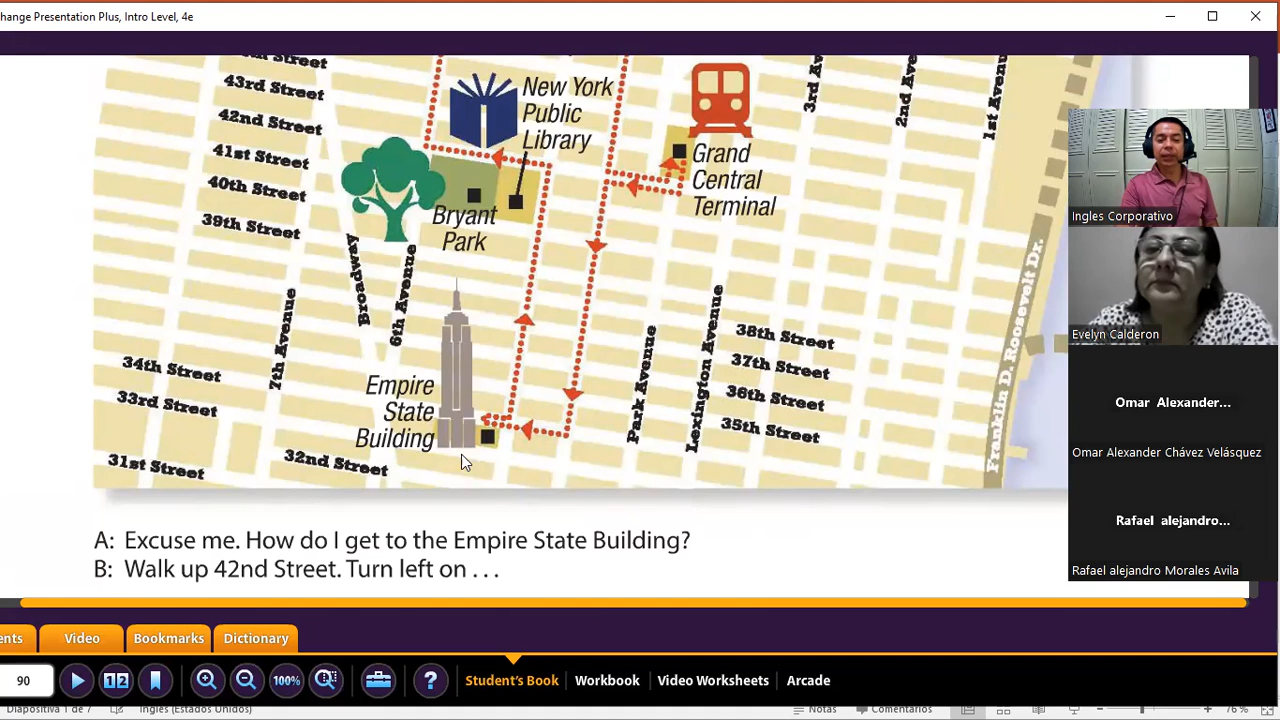 change Presentation Plus, Intro Level, 4e
Street
43rd Street
42nd Street
41st Street
40th Street
39th Street
New York
Public
Library
Grand
Central
Terminal
3rd Av
2nd Ave
1st Avenu
Bryant
Park
Broadway
6th Avenue
7th Avenue
34th Street
33rd Street
31st Street
32nd Street
Empire
State
Building
Park Avenue
Lexington Avenue
38th Street
37th Street
36th Street
35th Street
Franklin D. Roosevelt Dr.
Ingles Corporativo
Evelyn Calderon
Omar Alexander...
Omar Alexander Chávez Velásquez
Rafael alejandro...
Rafael alejandro Morales Avila
A: Excuse me. How do I get to the Empire State Building?
B: Walk up 42nd Street. Turn left on . . .
ents
Video
Bookmarks
Dictionary
90
1 2
100%
?
Student's Book
Workbook
Video Worksheets
Arcade
Diapositiva 1 de 7
Inglés (Estados Unidos)
Notas
Comentarios
76 %